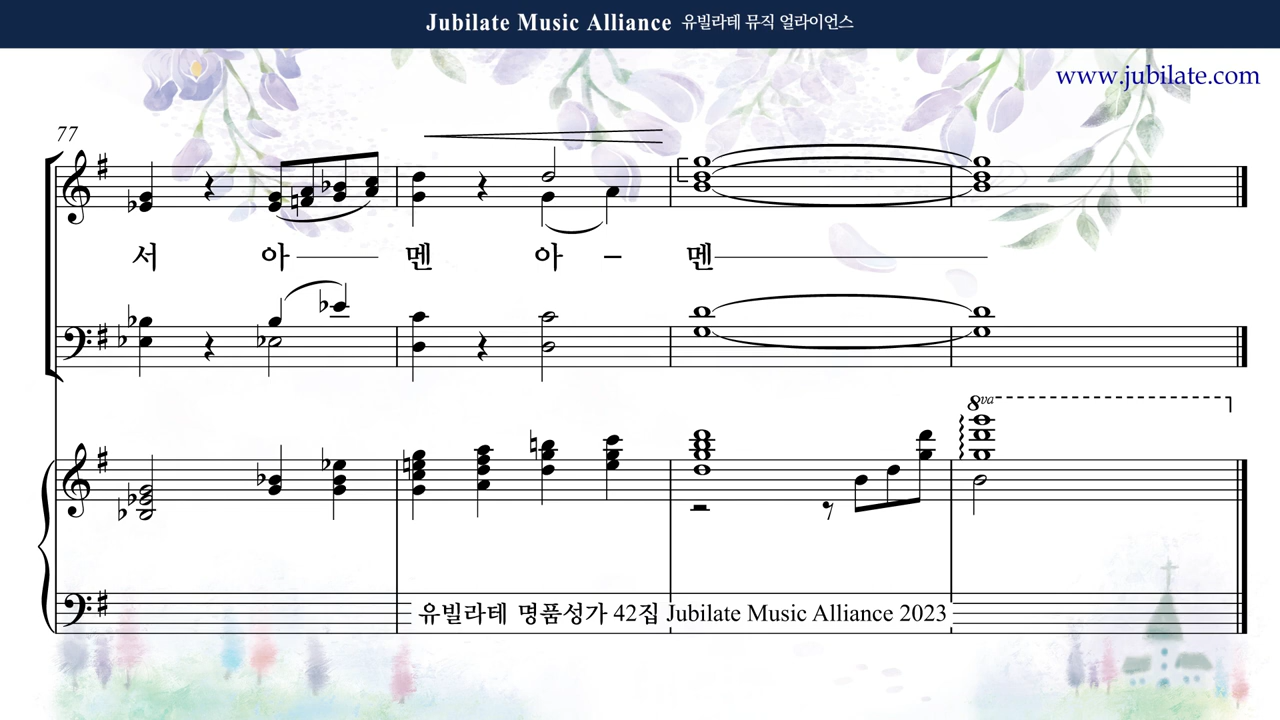 Jubilate Music Alliance 유빌라테 뮤직 얼라이언스
www.jubilate.com
77
서 아 멘 아 – 멘
8va
유빌라테 명품성가 42집 Jubilate Music Alliance 2023